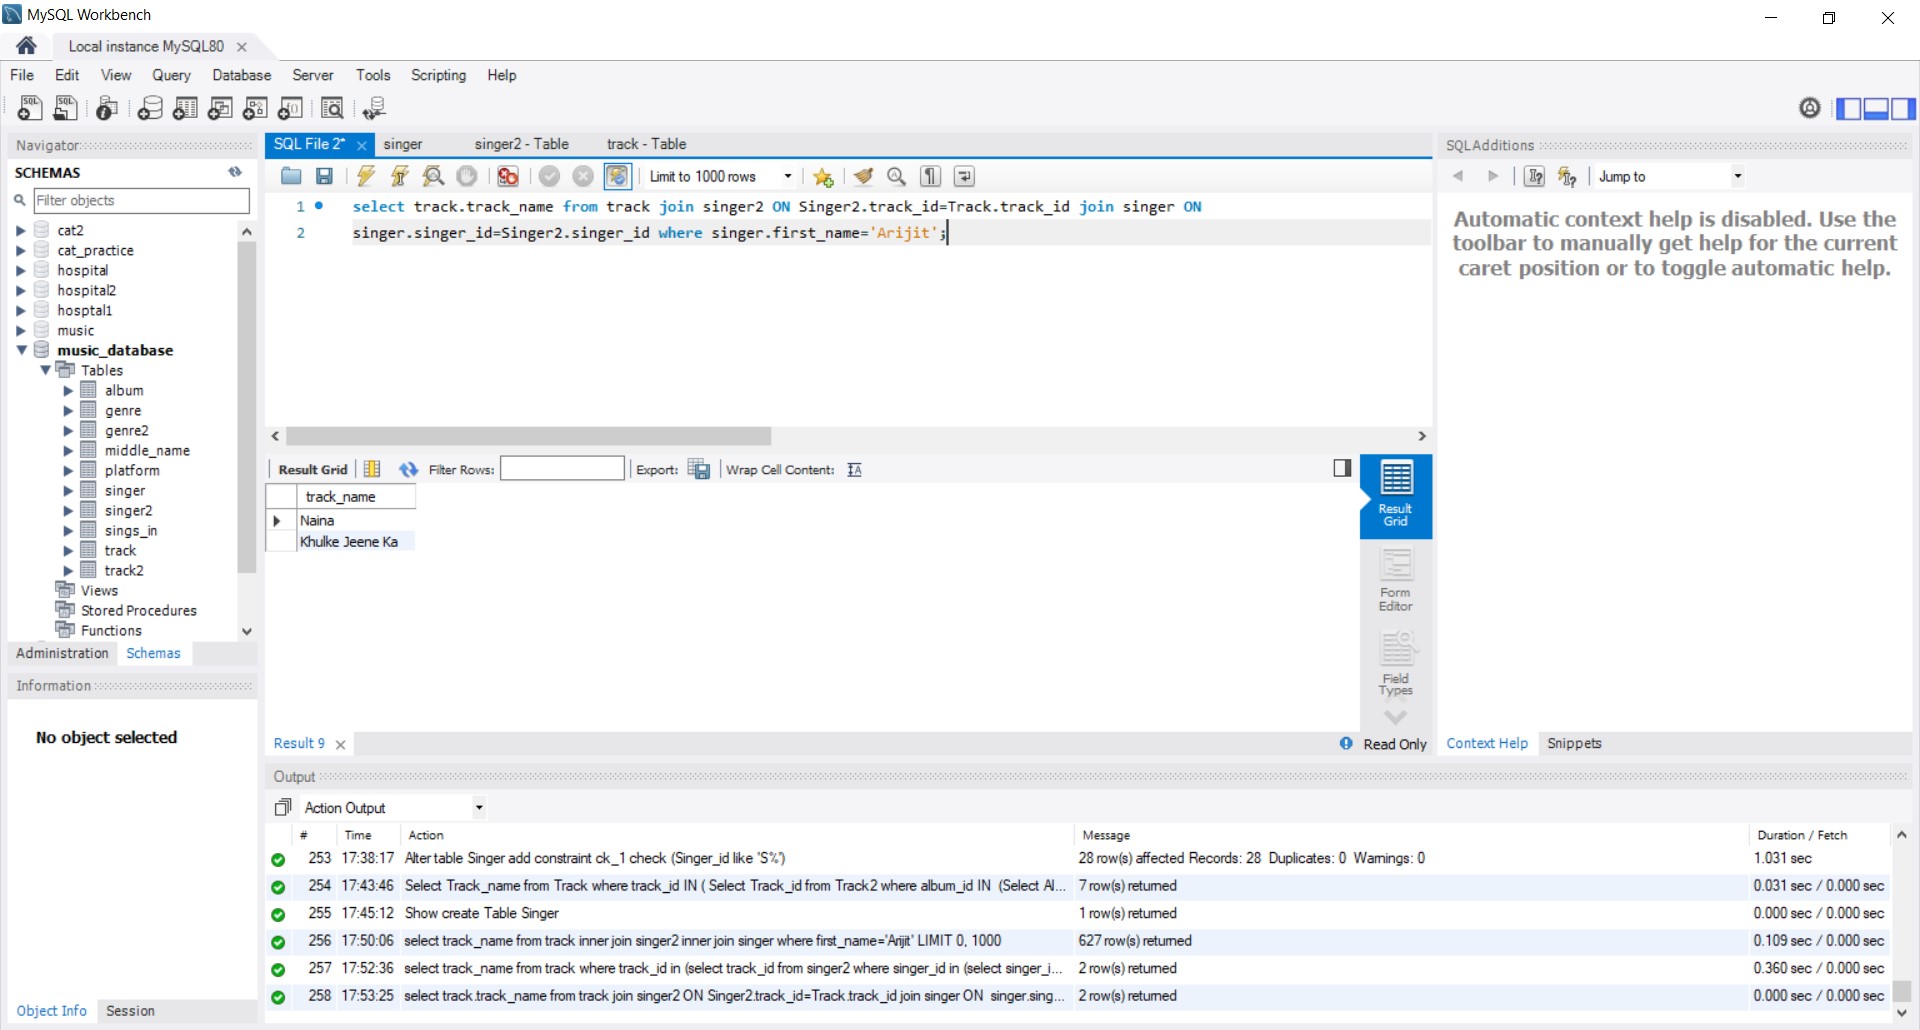 MySQL Workbench
Local instance MySQL80
File Edit View Query Database Server Tools Scripting Help
Navigator
SCHEMAS
Filter objects
cat2
cat_practice
hospital
hospital2
hosptal1
music
music_database
Tables
album
genre
genre2
middle_name
platform
singer
singer2
sings_in
track
track2
Views
Stored Procedures
Functions
Administration Schemas
Information
No object selected
Object Info Session
SQL File 2* singer singer2 - Table track - Table
Limit to 1000 rows
1 select track.track_name from track join singer2 ON Singer2.track_id=Track.track_id join singer ON
2 singer.singer_id=Singer2.singer_id where singer.first_name='Arijit';
Result Grid Filter Rows: Export: Wrap Cell Content:
track_name
Naina
Khulke Jeene Ka
Result Grid
Form Editor
Field Types
Result 9 Read Only
SQLAdditions
Jump to
Automatic context help is disabled. Use the
toolbar to manually get help for the current
caret position or to toggle automatic help.
Context Help Snippets
Output
Action Output
# Time Action Message Duration / Fetch
253 17:38:17 Alter table Singer add constraint ck_1 check (Singer_id like 'S%') 28 row(s) affected Records: 28 Duplicates: 0 Warnings: 0 1.031 sec
254 17:43:46 Select Track_name from Track where track_id IN ( Select Track_id from Track2 where album_id IN (Select Al... 7 row(s) returned 0.031 sec / 0.000 sec
255 17:45:12 Show create Table Singer 1 row(s) returned 0.000 sec / 0.000 sec
256 17:50:06 select track_name from track inner join singer2 inner join singer where first_name='Arijit' LIMIT 0, 1000 627 row(s) returned 0.109 sec / 0.000 sec
257 17:52:36 select track_name from track where track_id in (select track_id from singer2 where singer_id in (select singer_i... 2 row(s) returned 0.360 sec / 0.000 sec
258 17:53:25 select track.track_name from track join singer2 ON Singer2.track_id=Track.track_id join singer ON singer.sing... 2 row(s) returned 0.000 sec / 0.000 sec